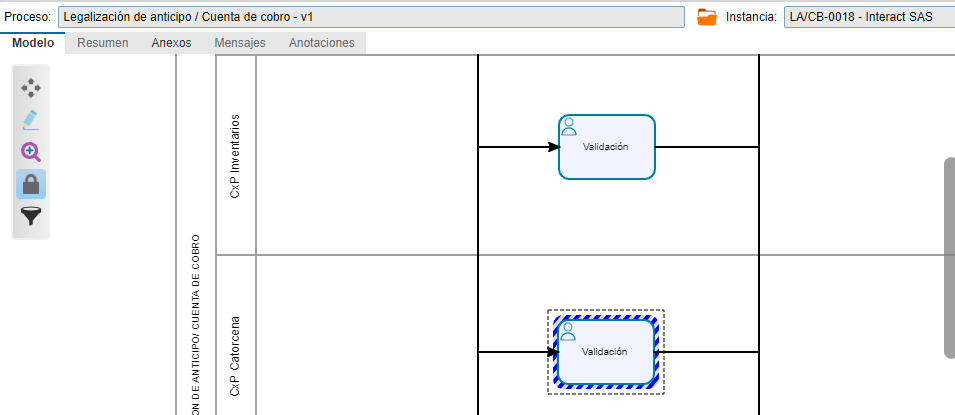 Proceso: Legalización de anticipo / Cuenta de cobro - v1 Instancia: LA/CB-0018 - Interact SAS
Modelo Resumen Anexos Mensajes Anotaciones
CxP Inventarios
Validación
ON DE ANTICIPO/ CUENTA DE COBRO
CxP Catorcena
Validación